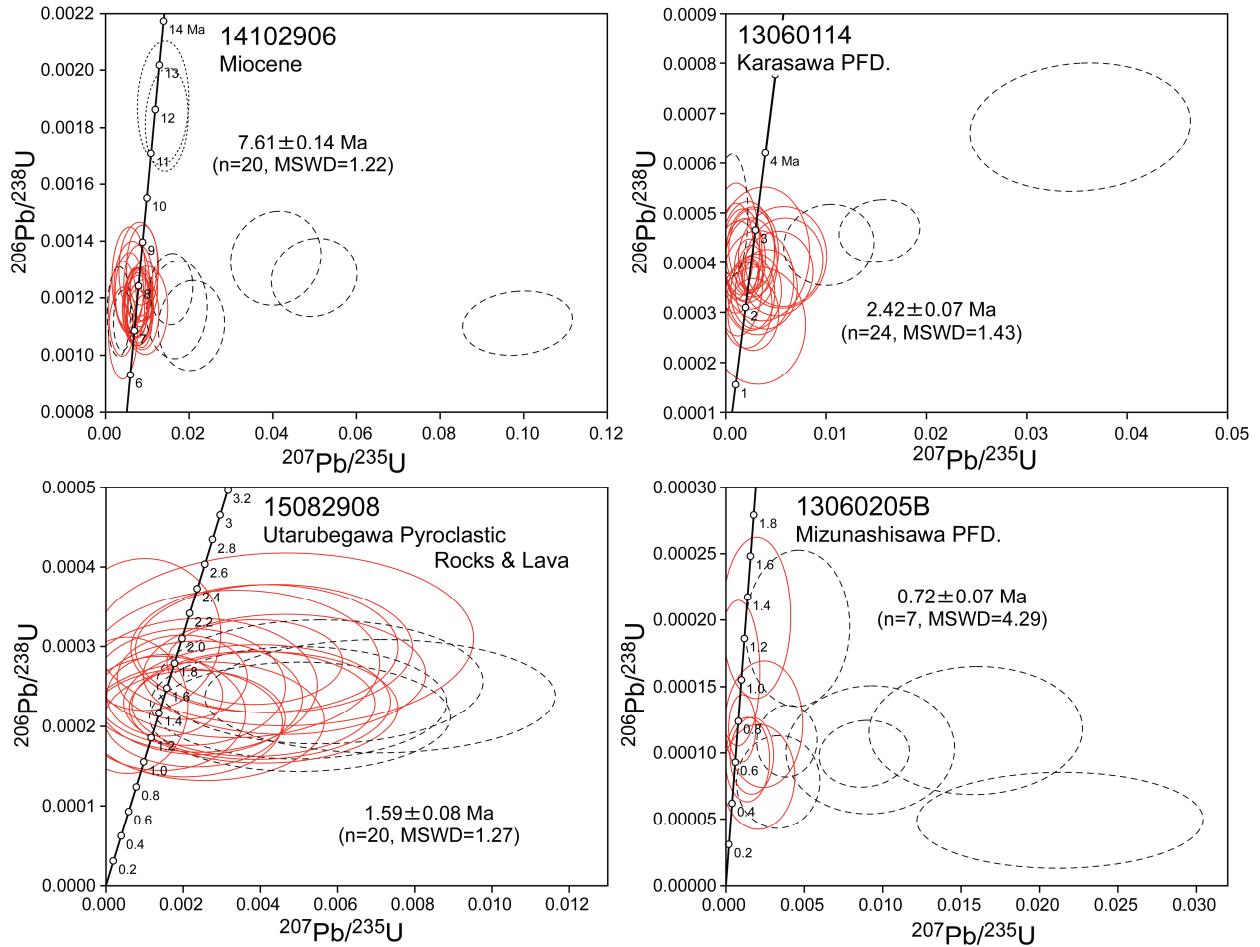 14102906
Miocene
7.61±0.14 Ma
(n=20, MSWD=1.22)
14 Ma
13
12
11
10
9
8
7
6
0.0022
0.0020
0.0018
0.0016
0.0014
0.0012
0.0010
0.0008
0.00 0.02 0.04 0.06 0.08 0.10 0.12
206Pb/238U
207Pb/235U
13060114
Karasawa PFD.
2.42±0.07 Ma
(n=24, MSWD=1.43)
4 Ma
3
2
1
0.0009
0.0008
0.0007
0.0006
0.0005
0.0004
0.0003
0.0002
0.0001
0.00 0.01 0.02 0.03 0.04 0.05
206Pb/238U
207Pb/235U
15082908
Utarubegawa Pyroclastic
Rocks & Lava
1.59±0.08 Ma
(n=20, MSWD=1.27)
3.2
3
2.8
2.6
2.4
2.2
2.0
1.8
1.6
1.4
1.2
1.0
0.8
0.6
0.4
0.2
0.0005
0.0004
0.0003
0.0002
0.0001
0.0000
0.000 0.002 0.004 0.006 0.008 0.010 0.012
206Pb/238U
207Pb/235U
13060205B
Mizunashisawa PFD.
0.72±0.07 Ma
(n=7, MSWD=4.29)
1.8
1.6
1.4
1.2
1.0
0.8
0.6
0.4
0.2
0.00030
0.00025
0.00020
0.00015
0.00010
0.00005
0.00000
0.000 0.005 0.010 0.015 0.020 0.025 0.030
206Pb/238U
207Pb/235U